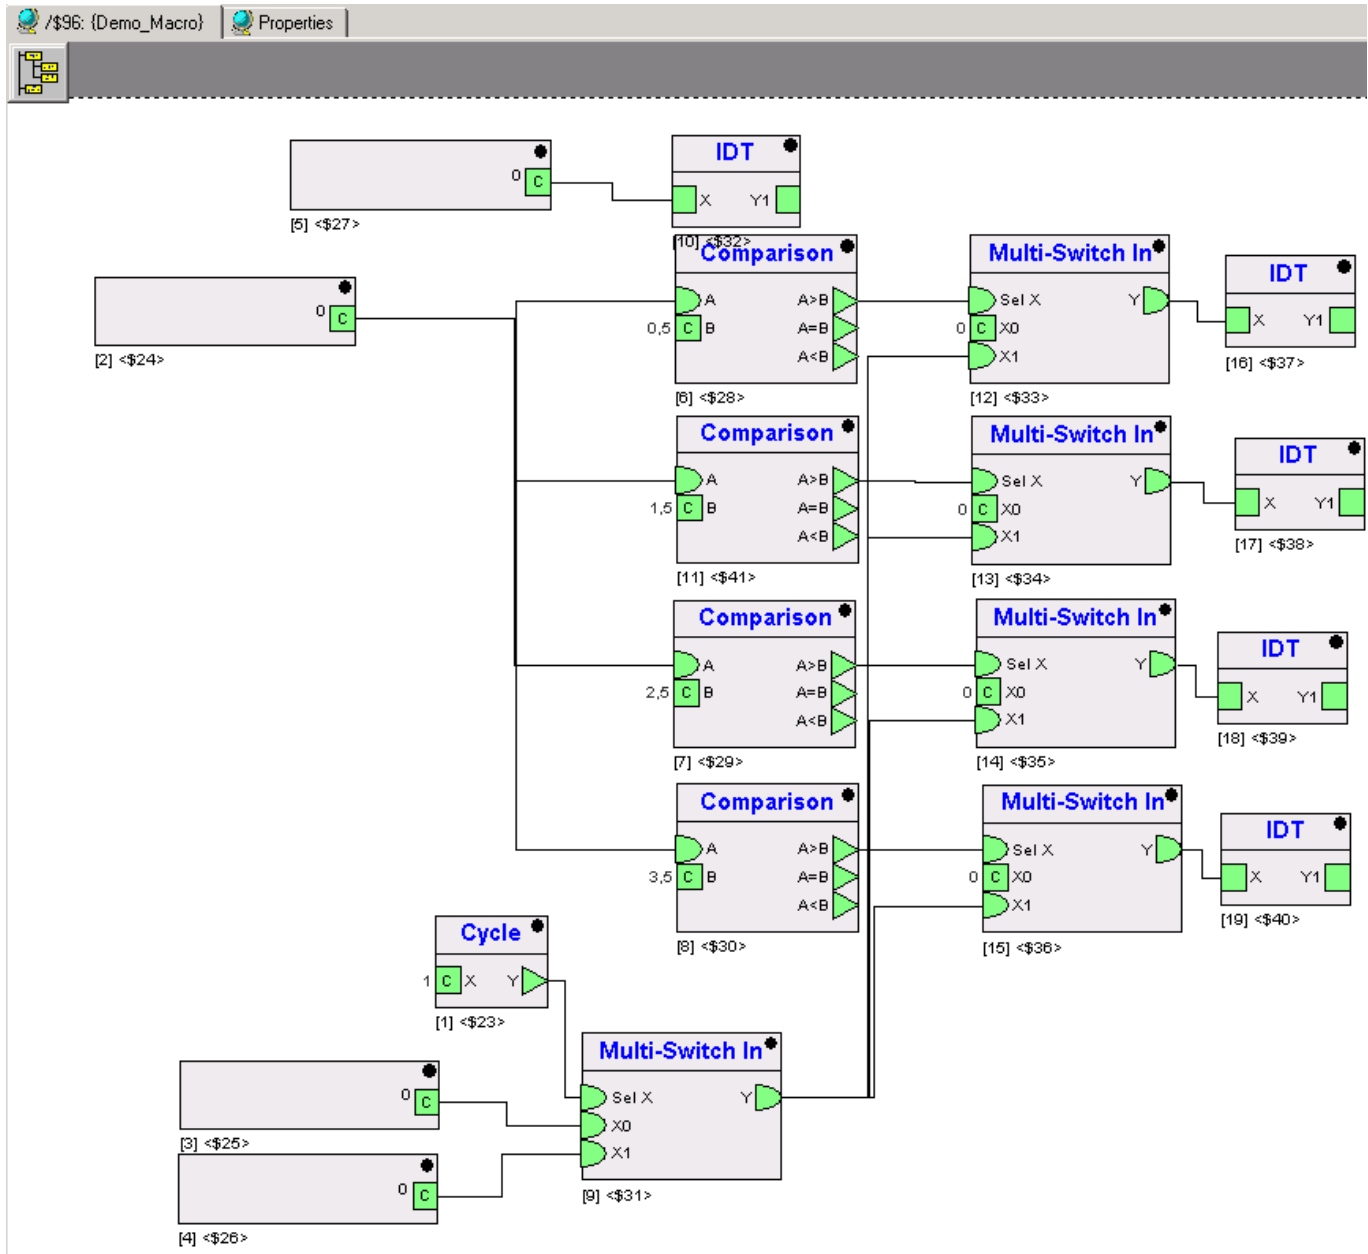 /$96: {Demo_Macro} Properties
0 C
[5] <$27>
IDT
X Y1
[10] <$32>
0 C
[2] <$24>
Comparison
A A>B
0,5 C B A=B
A<B
[6] <$28>
Multi-Switch In
Sel X Y
0 C X0
X1
[12] <$33>
IDT
X Y1
[16] <$37>
Comparison
A A>B
1,5 C B A=B
A<B
[11] <$41>
Multi-Switch In
Sel X Y
0 C X0
X1
[13] <$34>
IDT
X Y1
[17] <$38>
Comparison
A A>B
2,5 C B A=B
A<B
[7] <$29>
Multi-Switch In
Sel X Y
0 C X0
X1
[14] <$35>
IDT
X Y1
[18] <$39>
Comparison
A A>B
3,5 C B A=B
A<B
[8] <$30>
Multi-Switch In
Sel X Y
0 C X0
X1
[15] <$36>
IDT
X Y1
[19] <$40>
Cycle
1 C X Y
[1] <$23>
0 C
[3] <$25>
0 C
[4] <$26>
Multi-Switch In
Sel X Y
X0
X1
[9] <$31>